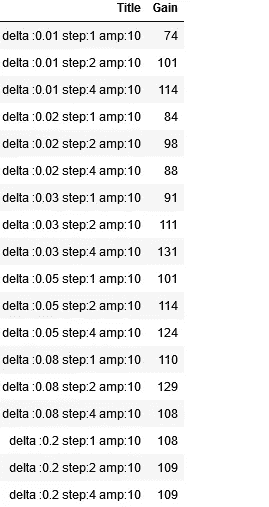 Title Gain
delta :0.01 step:1 amp:10 74
delta :0.01 step:2 amp:10 101
delta :0.01 step:4 amp:10 114
delta :0.02 step:1 amp:10 84
delta :0.02 step:2 amp:10 98
delta :0.02 step:4 amp:10 88
delta :0.03 step:1 amp:10 91
delta :0.03 step:2 amp:10 111
delta :0.03 step:4 amp:10 131
delta :0.05 step:1 amp:10 101
delta :0.05 step:2 amp:10 114
delta :0.05 step:4 amp:10 124
delta :0.08 step:1 amp:10 110
delta :0.08 step:2 amp:10 129
delta :0.08 step:4 amp:10 108
delta :0.2 step:1 amp:10 108
delta :0.2 step:2 amp:10 109
delta :0.2 step:4 amp:10 109